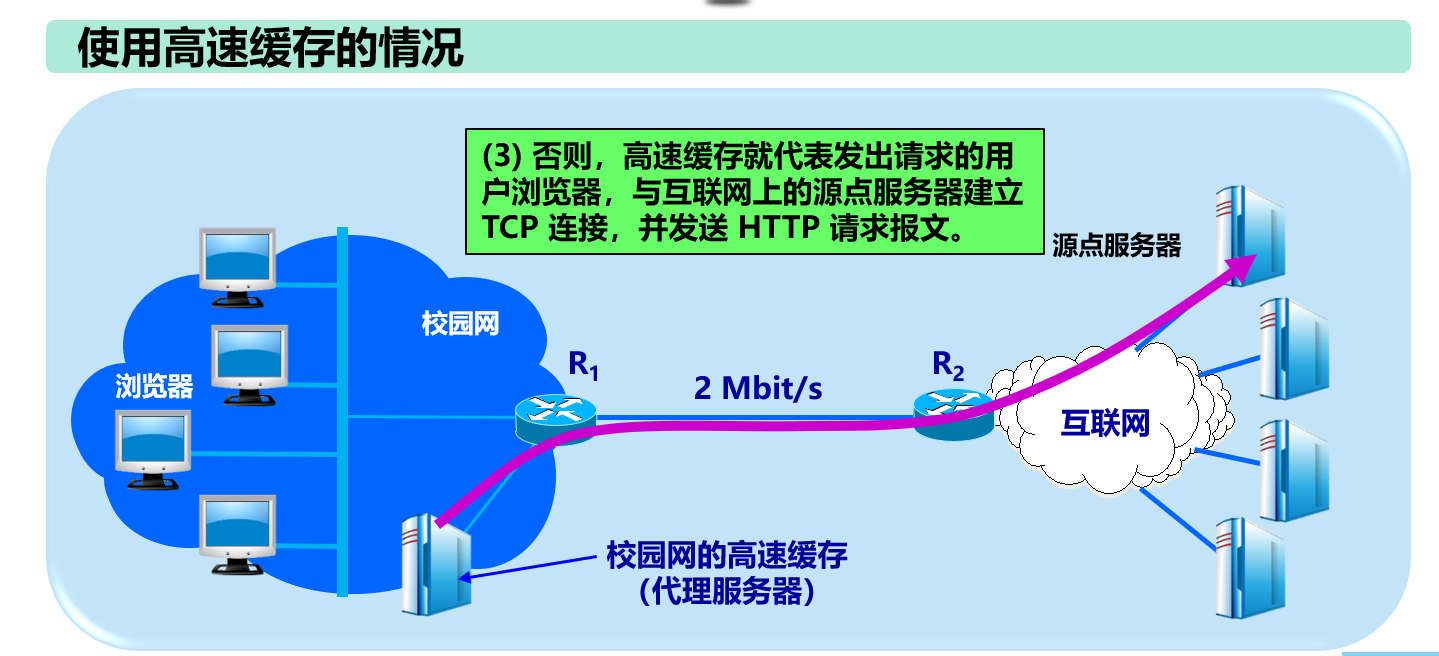 使用高速缓存的情况
(3) 否则，高速缓存就代表发出请求的用
户浏览器，与互联网上的源点服务器建立
TCP 连接，并发送 HTTP 请求报文。
源点服务器
校园网
R1
2 Mbit/s
R2
浏览器
互联网
校园网的高速缓存
（代理服务器）